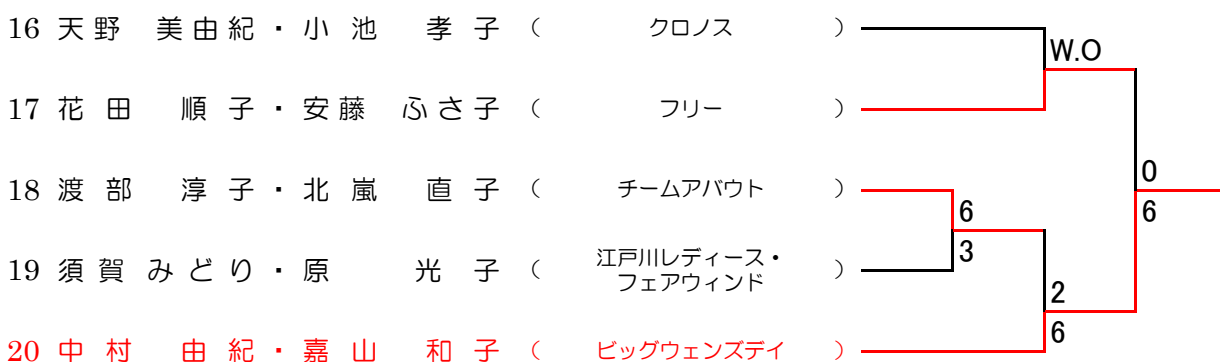 16 天野 美由紀・小池 孝子 ( クロノス )
W.O
17 花田 順子・安藤 ふさ子 ( フリー )
18 渡部 淳子・北嵐 直子 ( チームアバウト )
0
6
6
3
19 須賀 みどり・原 光子 ( 江戸川レディース・
フェアウィンド )
2
6
20 中村 由紀・嘉山 和子 ( ビッグウェンズデイ )